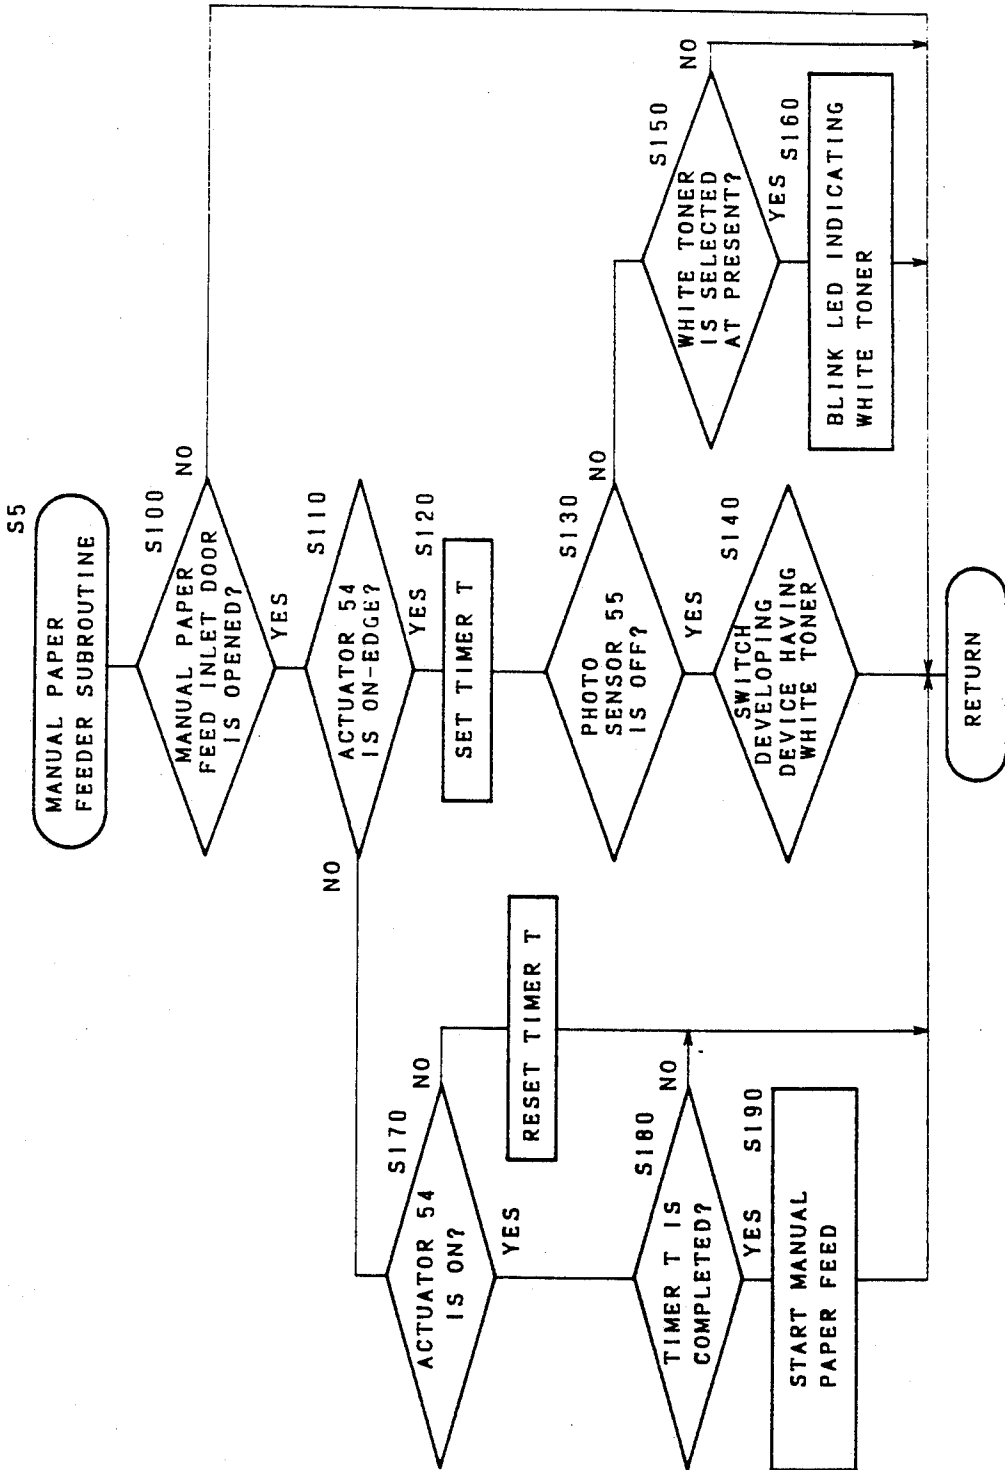 S5
MANUAL PAPER
FEEDER SUBROUTINE
S100
MANUAL PAPER
FEED INLET DOOR
IS OPENED?
NO
YES
S110
ACTUATOR 54
IS ON-EDGE?
NO
YES
S120
SET TIMER T
S130
PHOTO
SENSOR 55
IS OFF?
NO
YES
S140
SWITCH
DEVELOPING
DEVICE HAVING
WHITE TONER
S150
WHITE TONER
IS SELECTED
AT PRESENT?
NO
YES
S160
BLINK LED INDICATING
WHITE TONER
S170
ACTUATOR 54
IS ON?
NO
YES
RESET TIMER T
S180
TIMER T IS
COMPLETED?
NO
YES
S190
START MANUAL
PAPER FEED
RETURN